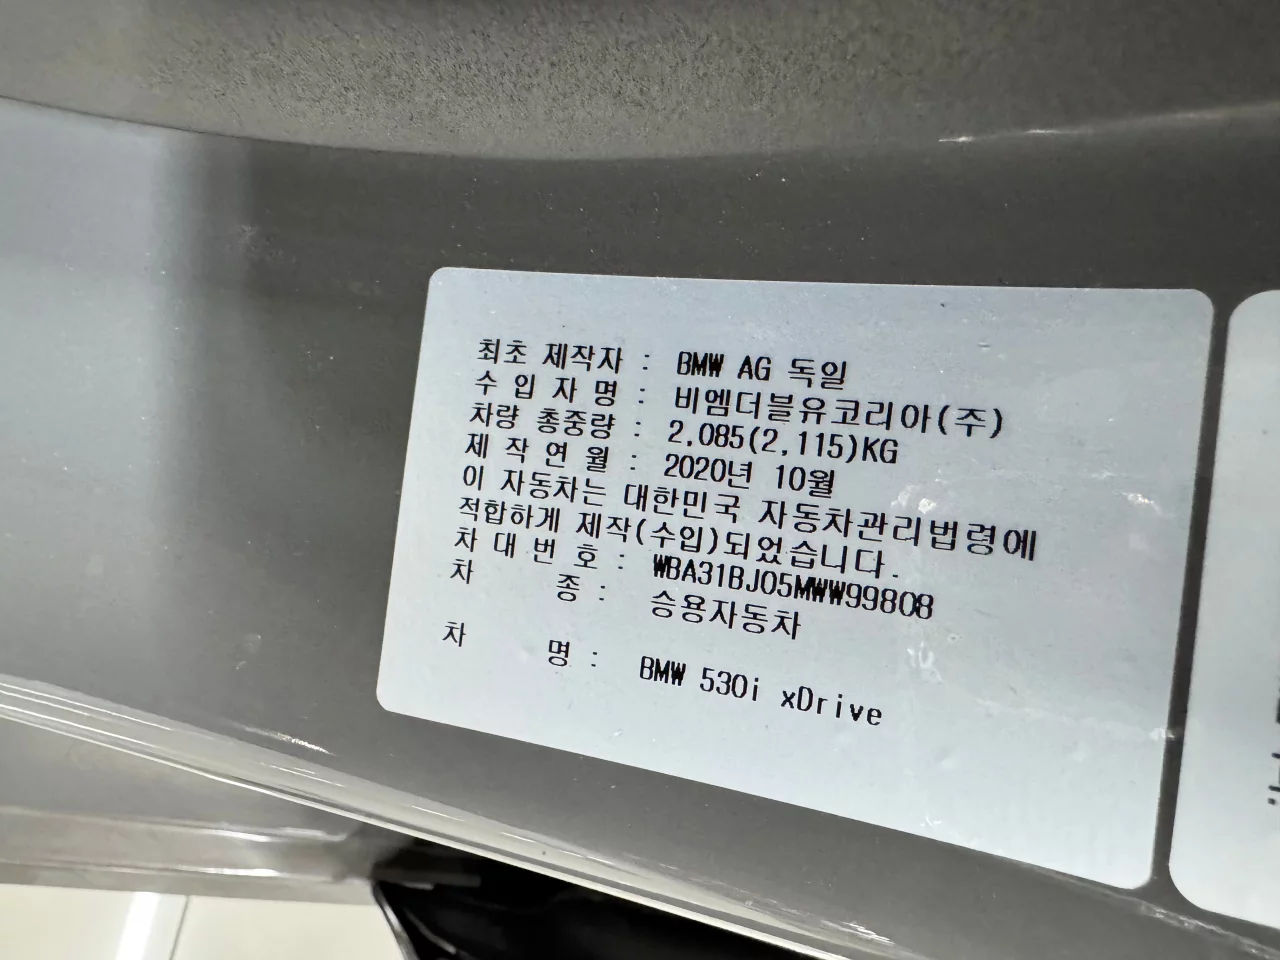 최초 제작자 : BMW AG 독일
수 입 자 명 : 비엠더블유코리아(주)
차량 총중량 : 2,085(2,115)KG
제 작 연 월 : 2020년 10월
이 자동차는 대한민국 자동차관리법령에
적합하게 제작(수입)되었습니다.
차 대 번 호 : WBA31BJ05MWW99808
차 종 : 승용자동차
차 명 : BMW 530i xDrive